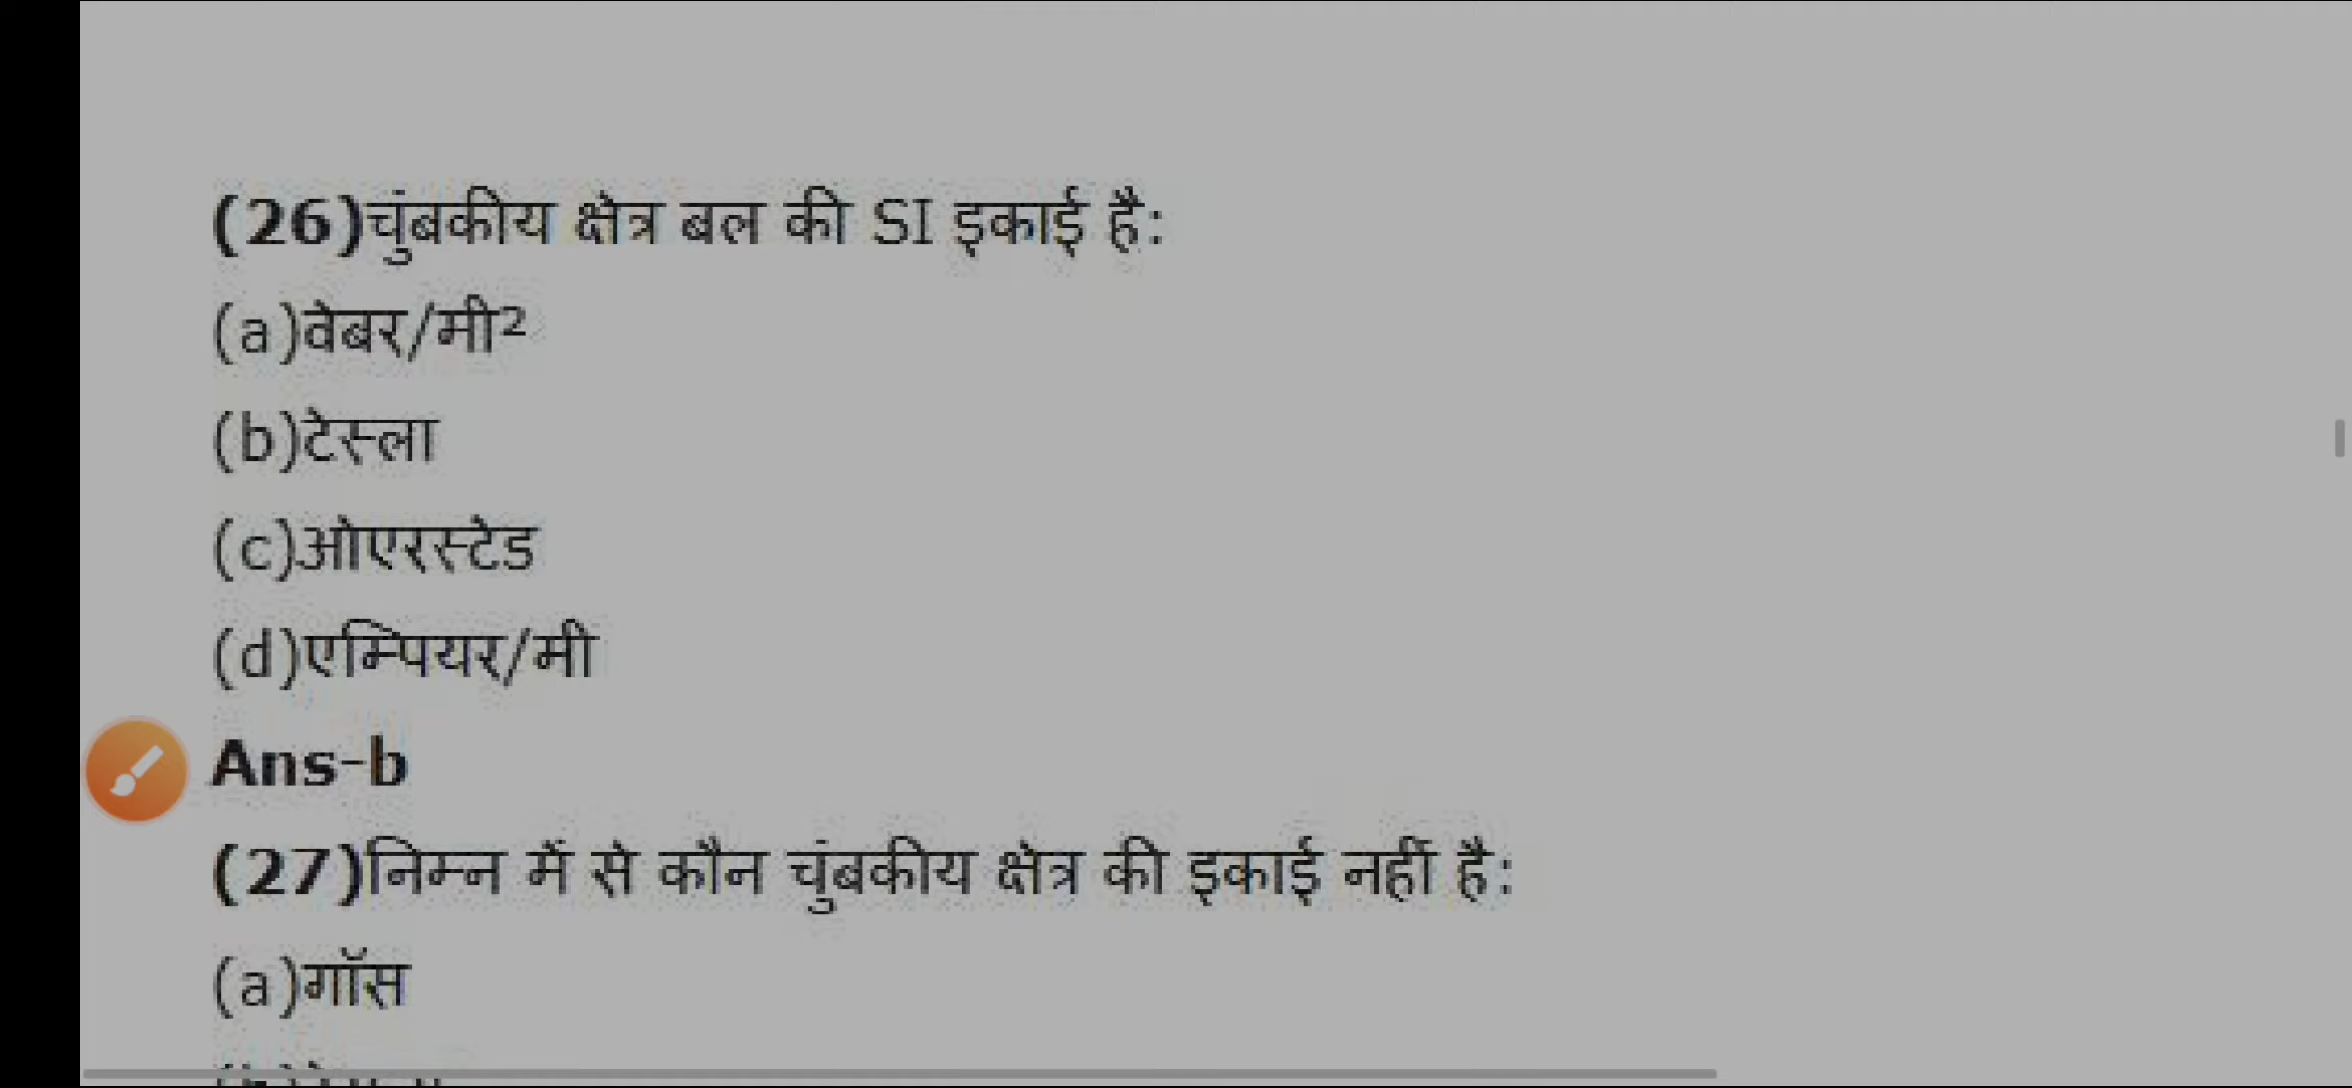 (26)चुंबकीय क्षेत्र बल की SI इकाई है:
(a)वेबर/मी²
(b)टेस्ला
(c)ओएरस्टेड
(d)एम्पियर/मी
Ans-b
(27)निम्न में से कौन चुंबकीय क्षेत्र की इकाई नहीं है:
(a)गॉस